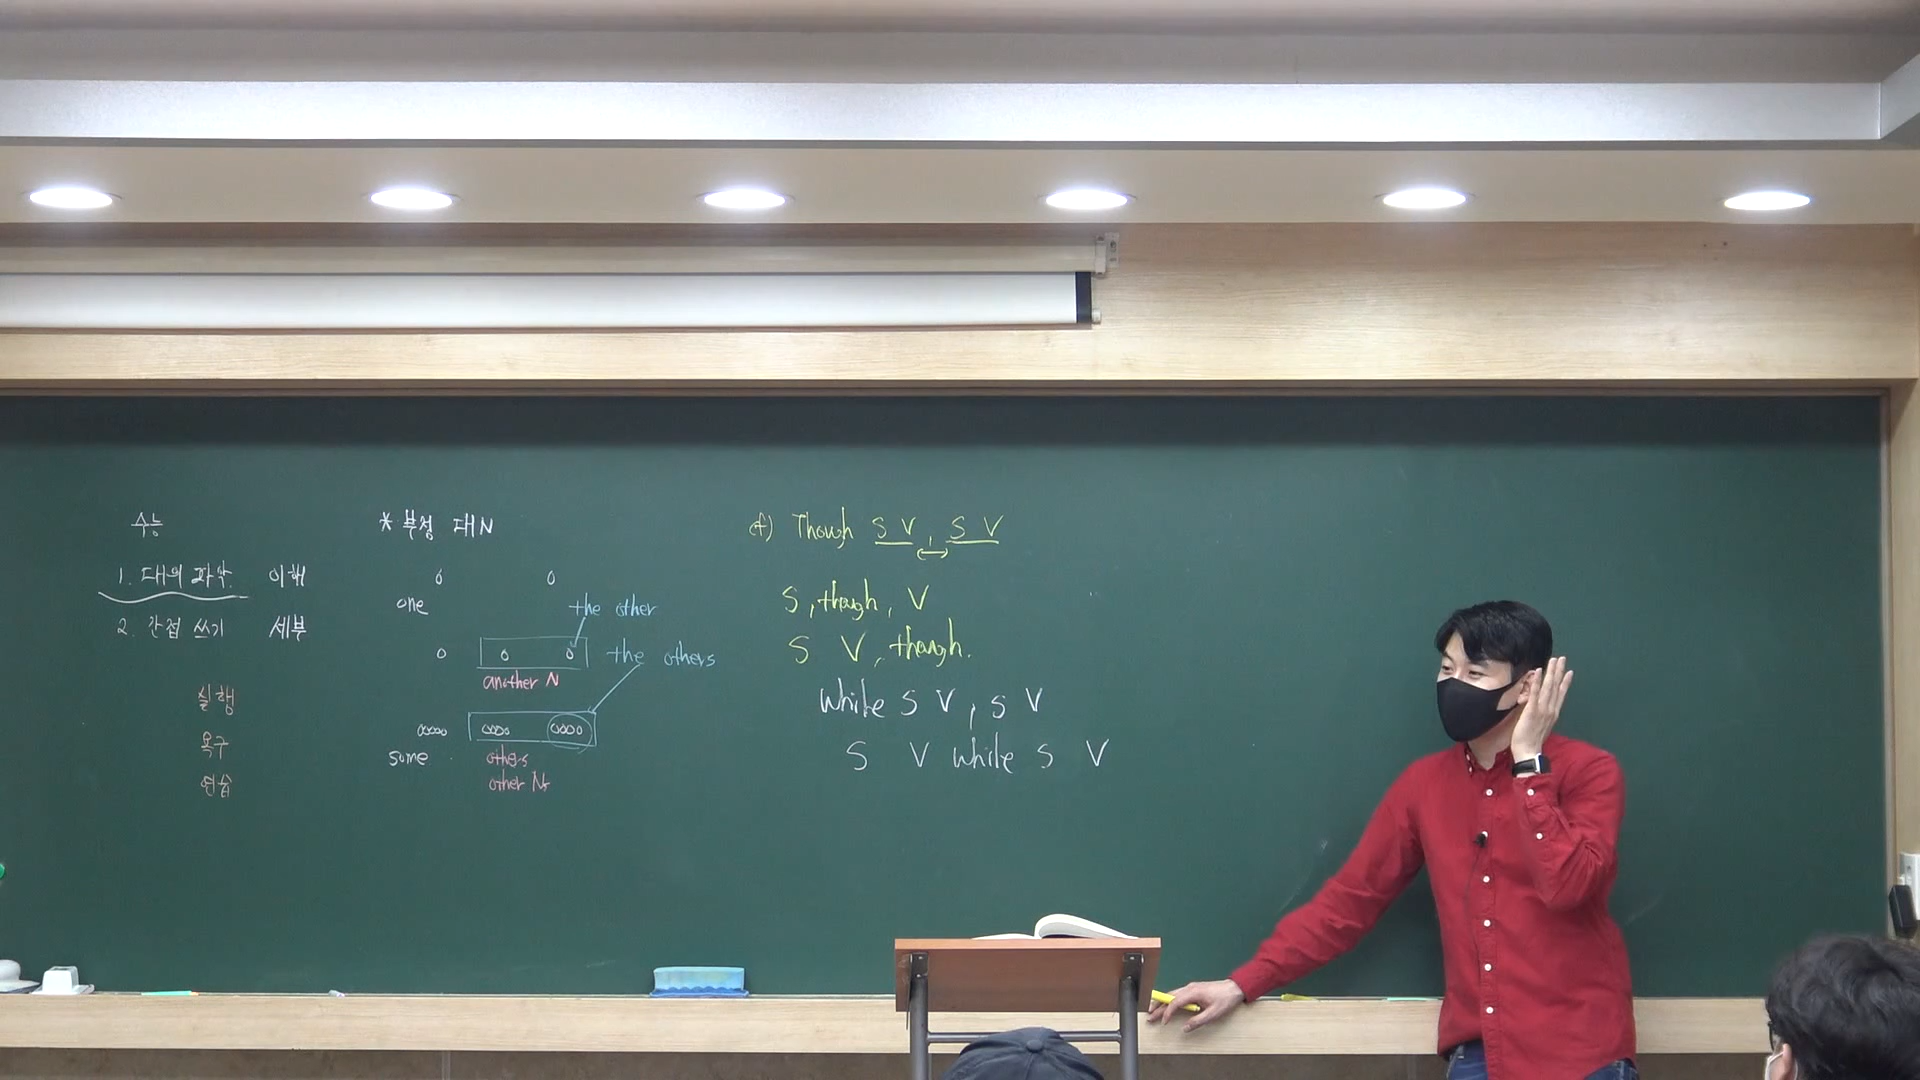 수능
1. 대의 파악 이해
2. 간접 쓰기 세부
실행
욕구
연습
* 부정 대N
one
the other
the others
another N
some
others
other Ns
cf) Though S V, S V
S, though, V
S V, though.
While S V, S V
S V while S V